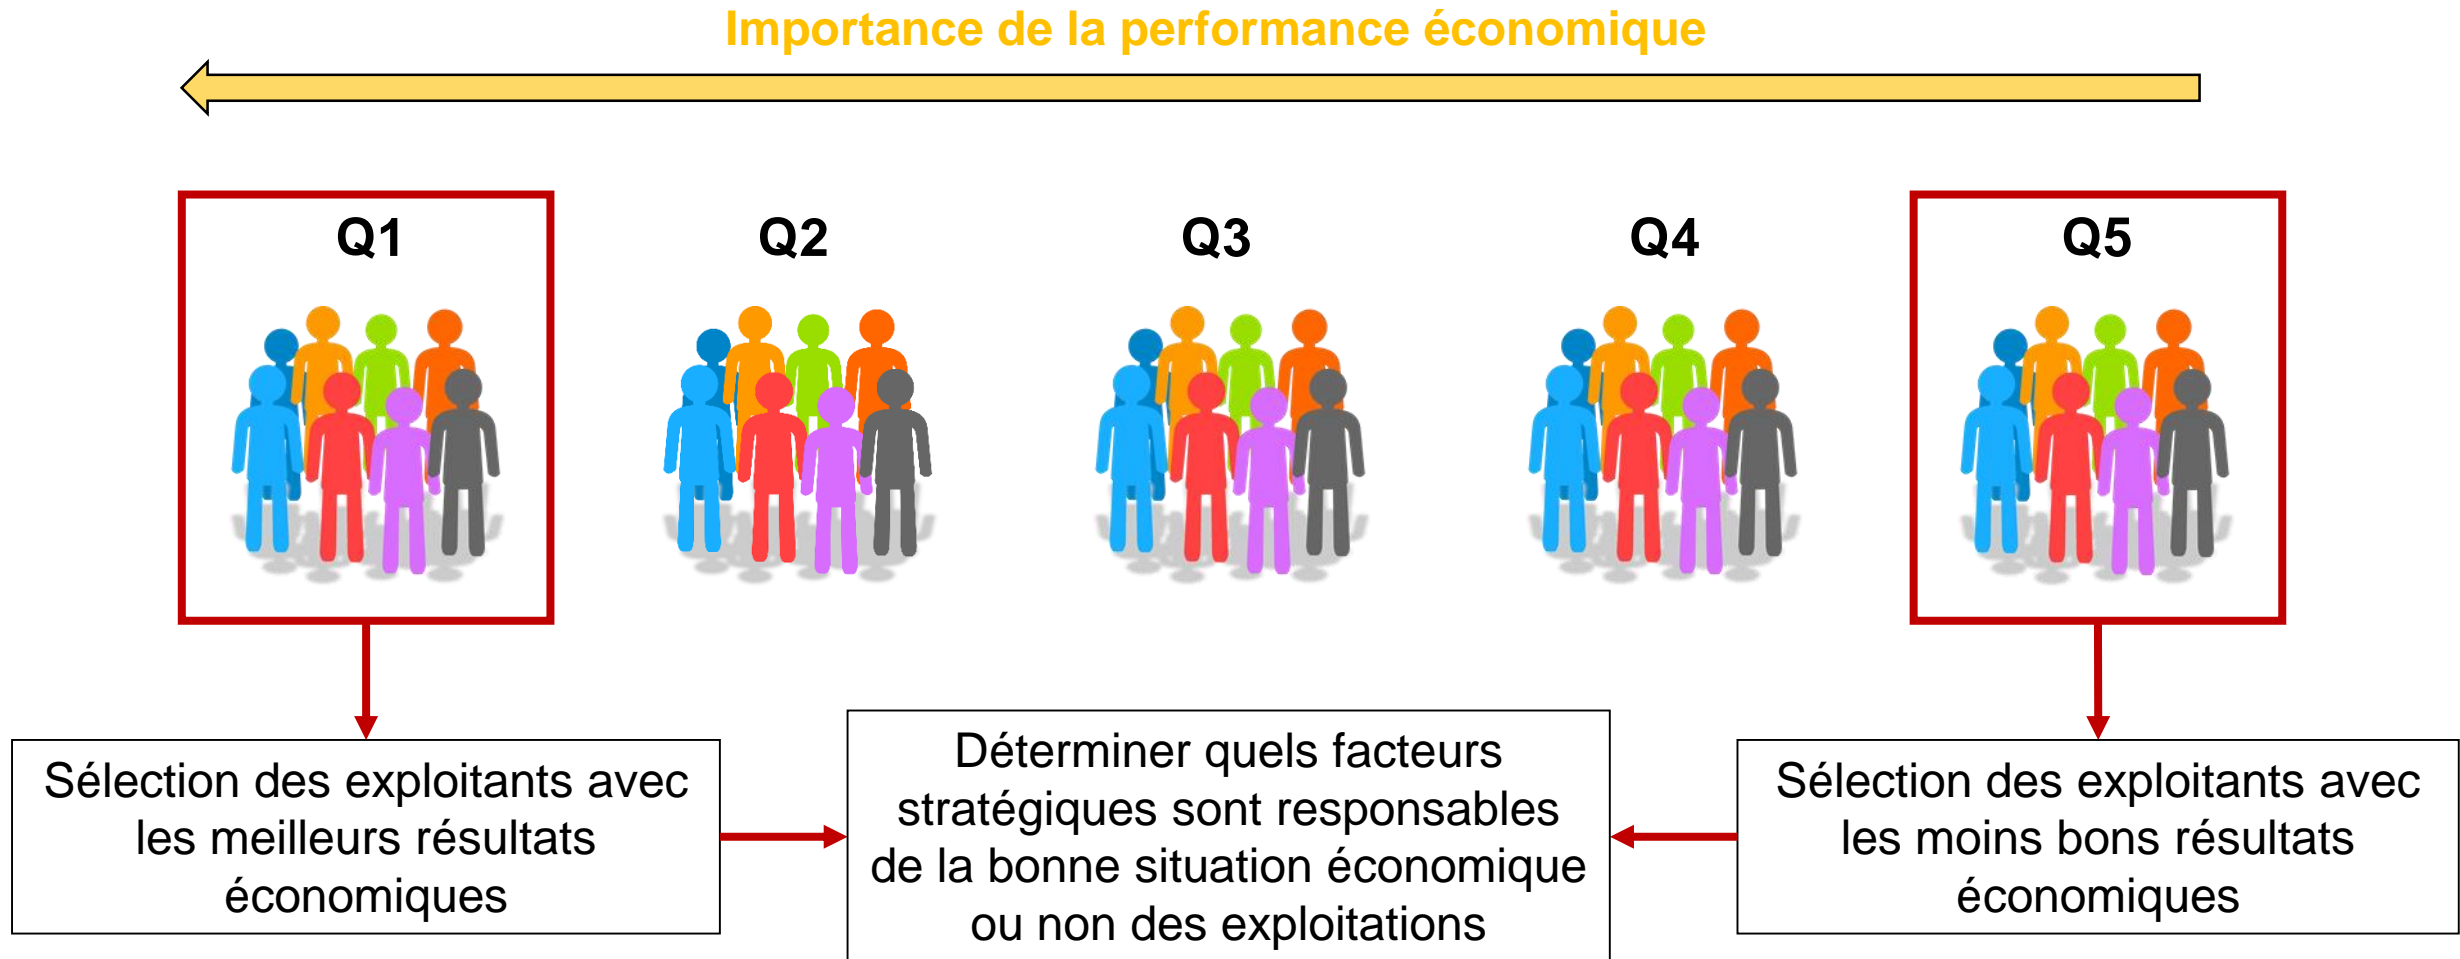 Importance de la performance économique
Q1
Q2
Q3
Q4
Q5
Sélection des exploitants avec
les meilleurs résultats
économiques
Déterminer quels facteurs
stratégiques sont responsables
de la bonne situation économique
ou non des exploitations
Sélection des exploitants avec
les moins bons résultats
économiques